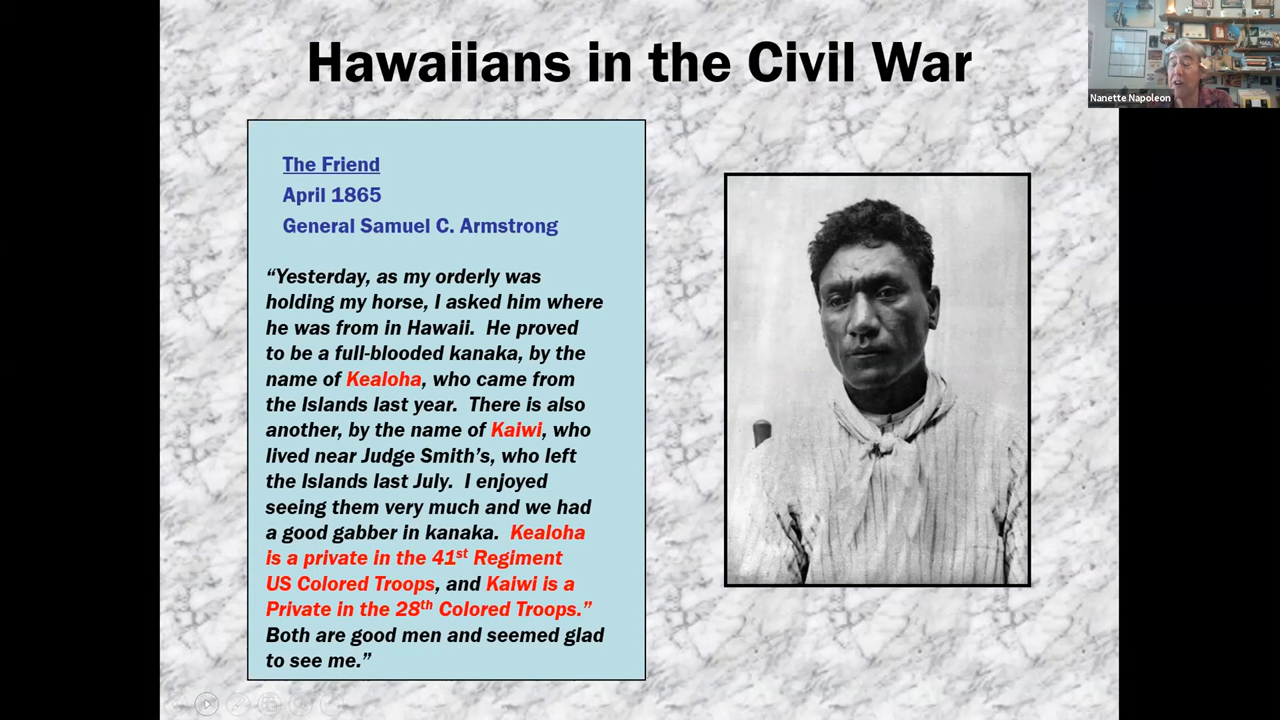 Hawaiians in the Civil War
Nanette Napoleon
The Friend
April 1865
General Samuel C. Armstrong
“Yesterday, as my orderly was
holding my horse, I asked him where
he was from in Hawaii.  He proved
to be a full-blooded kanaka, by the
name of Kealoha, who came from
the Islands last year.  There is also
another, by the name of Kaiwi, who
lived near Judge Smith’s, who left
the Islands last July.  I enjoyed
seeing them very much and we had
a good gabber in kanaka.  Kealoha
is a private in the 41st Regiment
US Colored Troops, and Kaiwi is a
Private in the 28th Colored Troops.”
Both are good men and seemed glad
to see me.”